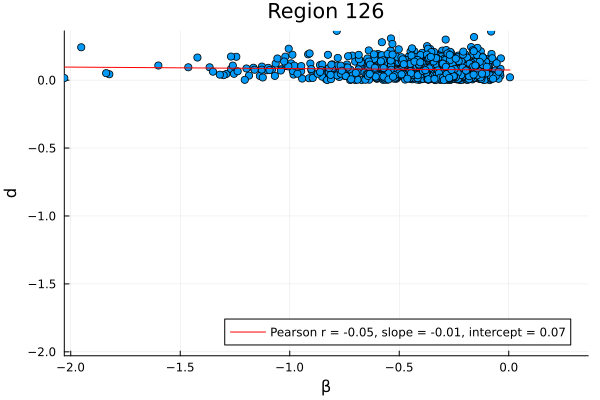 Region 126
d
0.0
−0.5
−1.0
−1.5
−2.0
Pearson r = -0.05, slope = -0.01, intercept = 0.07
−2.0 −1.5 −1.0 −0.5 0.0
β